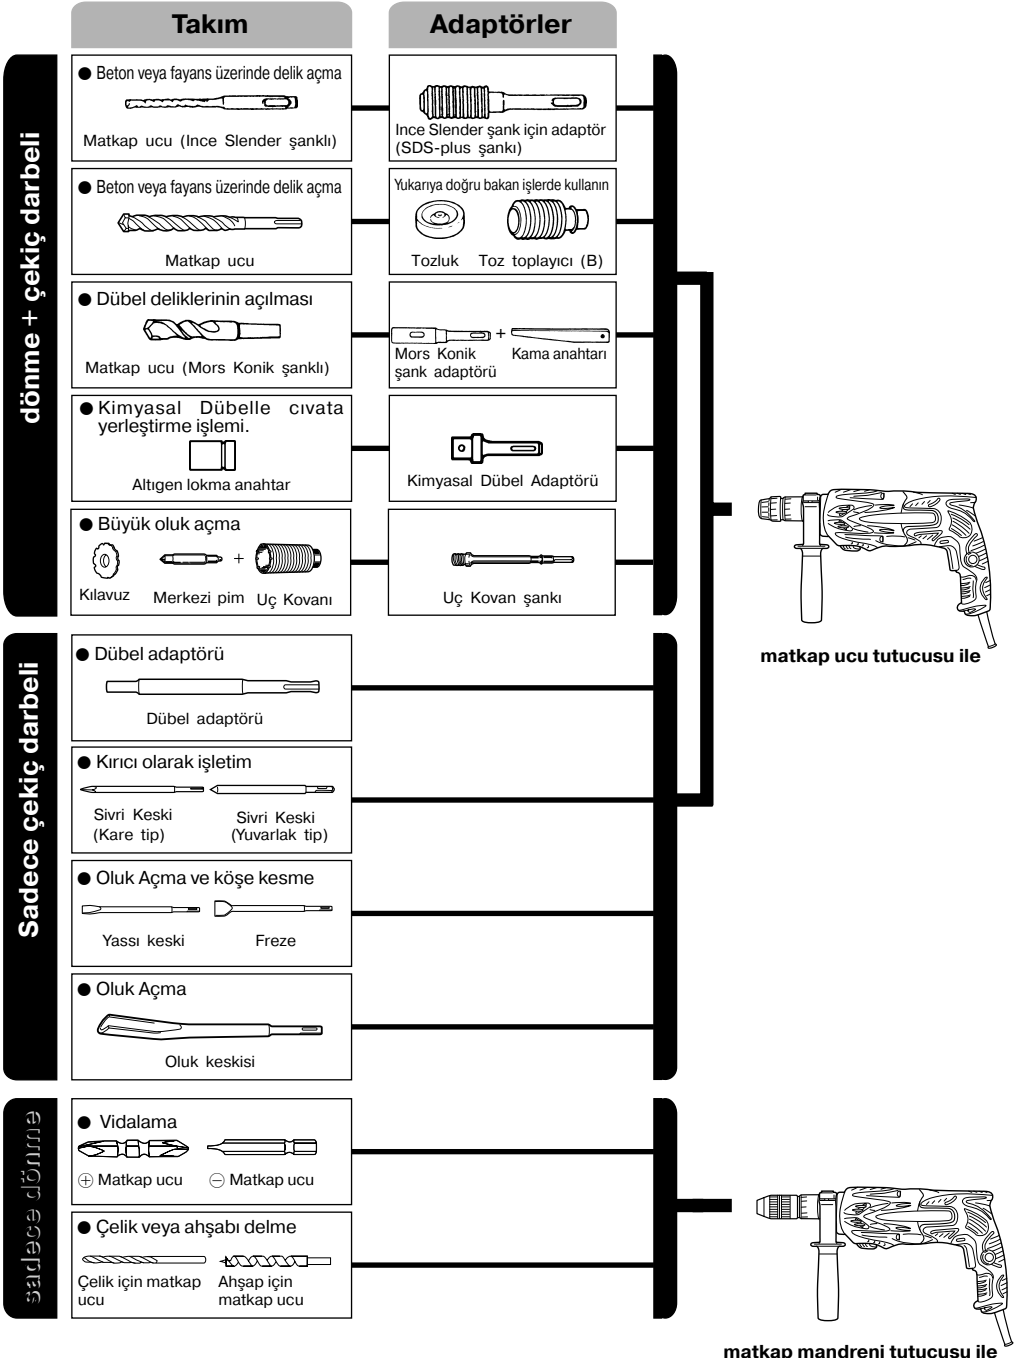 Takım
Adaptörler
dönme + çekiç darbeli
● Beton veya fayans üzerinde delik açma
Matkap ucu (Ince Slender şanklı)
Ince Slender şank için adaptör
(SDS-plus şankı)
● Beton veya fayans üzerinde delik açma
Matkap ucu
Yukarıya doğru bakan işlerde kullanın
Tozluk
Toz toplayıcı (B)
● Dübel deliklerinin açılması
Matkap ucu (Mors Konik şanklı)
+
Mors Konik
şank adaptörü
Kama anahtarı
● Kimyasal Dübelle cıvata
yerleştirme işlemi.
Altıgen lokma anahtar
Kimyasal Dübel Adaptörü
● Büyük oluk açma
+
Kılavuz
Merkezi pim
Uç Kovanı
Uç Kovan şankı
matkap ucu tutucusu ile
Sadece çekiç darbeli
● Dübel adaptörü
Dübel adaptörü
● Kırıcı olarak işletim
Sivri Keski
(Kare tip)
Sivri Keski
(Yuvarlak tip)
● Oluk Açma ve köşe kesme
Yassı keski
Freze
● Oluk Açma
Oluk keskisi
sadece dönme
● Vidalama
⊕ Matkap ucu
⊖ Matkap ucu
● Çelik veya ahşabı delme
Çelik için matkap
ucu
Ahşap için
matkap ucu
matkap mandreni tutucusu ile